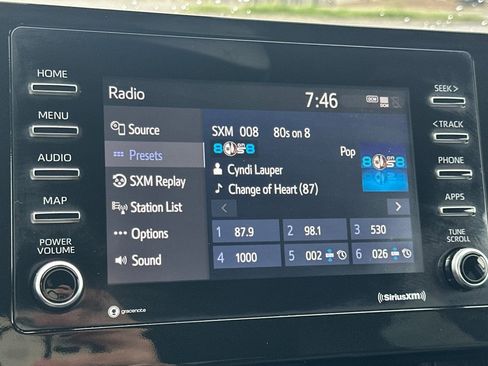 HOME
MENU
AUDIO
MAP
POWER
VOLUME
Radio
7:46
DCM
Source
Presets
SXM Replay
Station List
Options
Sound
SXM 008 80s on 8
Pop
Cyndi Lauper
Change of Heart (87)
1 87.9
2 98.1
3 530
4 1000
5 002
6 026
SEEK >
< TRACK
PHONE
APPS
TUNE
SCROLL
gracenote
((SiriusXM))